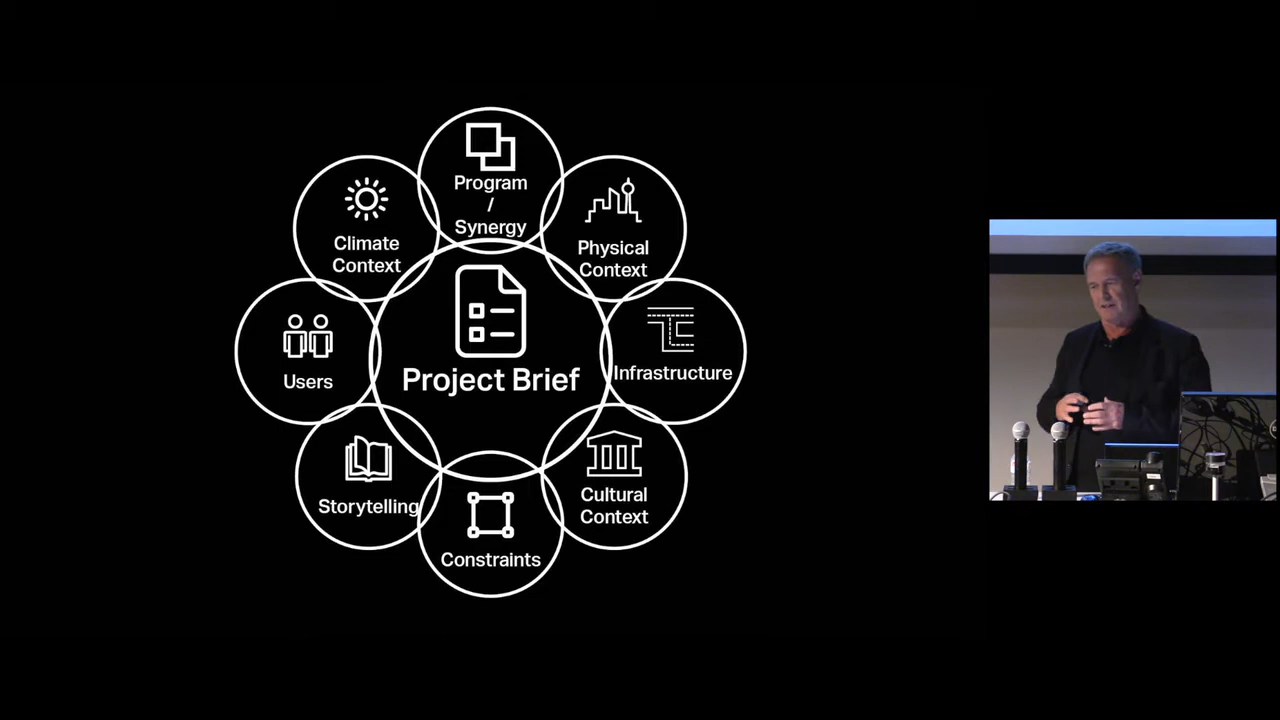 Program
/
Synergy
Climate
Context
Physical
Context
Users
Project Brief
Infrastructure
Storytelling
Cultural
Context
Constraints